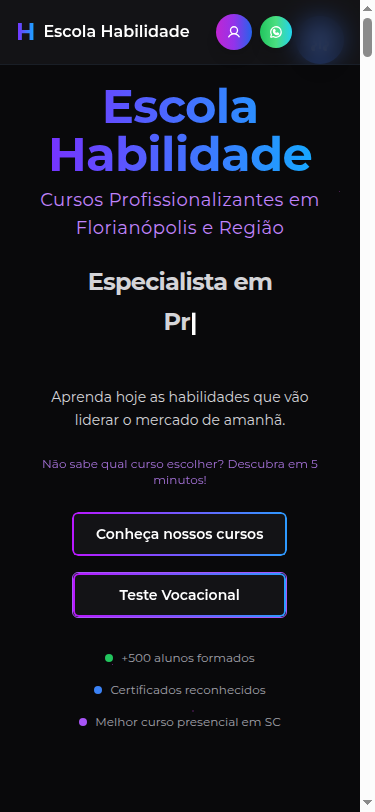 H Escola Habilidade
Escola
Habilidade
Cursos Profissionalizantes em
Florianópolis e Região
Especialista em
Pr|
Aprenda hoje as habilidades que vão
liderar o mercado de amanhã.
Não sabe qual curso escolher? Descubra em 5
minutos!
Conheça nossos cursos
Teste Vocacional
+500 alunos formados
Certificados reconhecidos
Melhor curso presencial em SC